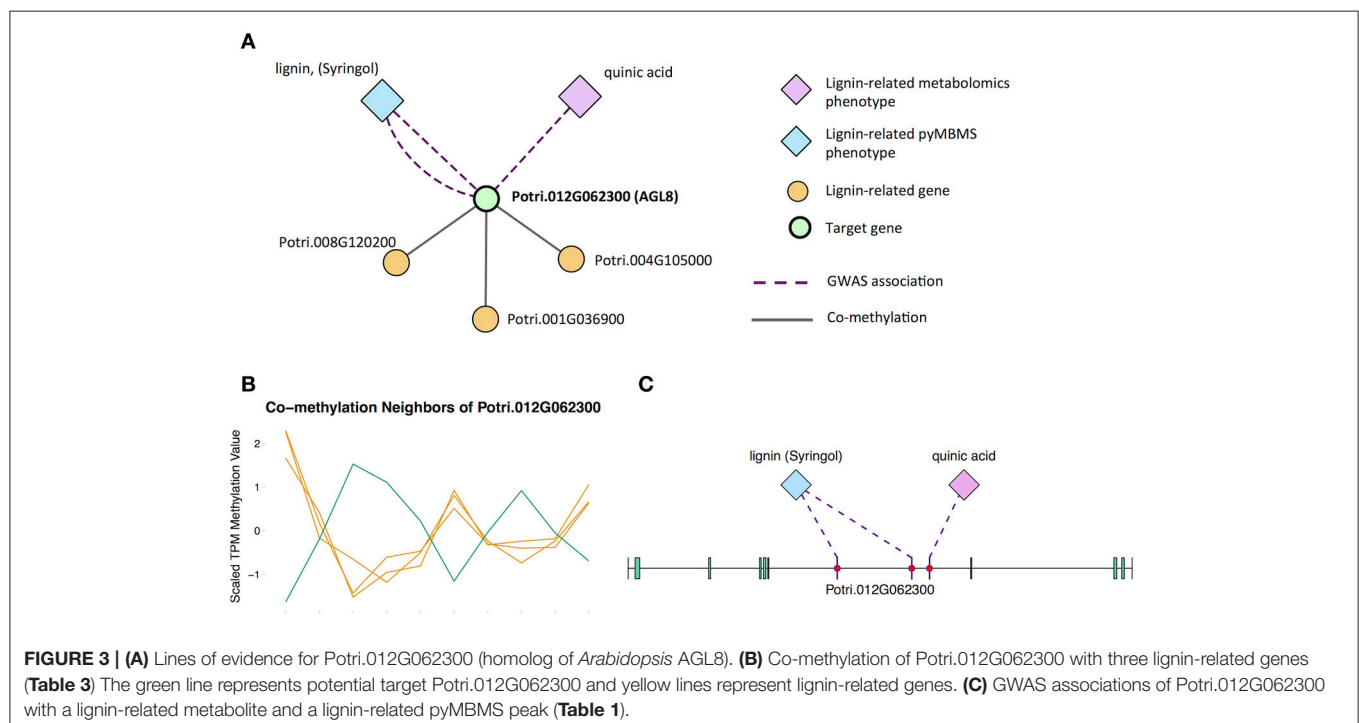 A
lignin, (Syringol)
quinic acid
Potri.012G062300 (AGL8)
Potri.008G120200
Potri.004G105000
Potri.001G036900
Lignin-related metabolomics
phenotype
Lignin-related pyMBMS
phenotype
Lignin-related gene
Target gene
GWAS association
Co-methylation
B
Co−methylation Neighbors of Potri.012G062300
Scaled TPM Methylation Value
2
1
0
−1
C
lignin (Syringol)
quinic acid
Potri.012G062300
FIGURE 3 | (A) Lines of evidence for Potri.012G062300 (homolog of Arabidopsis AGL8). (B) Co-methylation of Potri.012G062300 with three lignin-related genes
(Table 3) The green line represents potential target Potri.012G062300 and yellow lines represent lignin-related genes. (C) GWAS associations of Potri.012G062300
with a lignin-related metabolite and a lignin-related pyMBMS peak (Table 1).